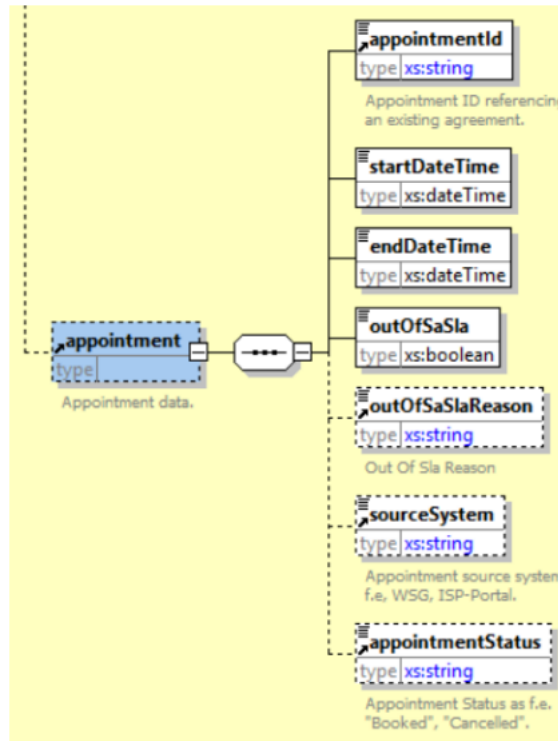 appointmentId
type xs:string
Appointment ID referencing
an existing agreement.
startDateTime
type xs:dateTime
endDateTime
type xs:dateTime
appointment
type
Appointment data.
outOfSaSla
type xs:boolean
outOfSaSlaReason
type xs:string
Out Of Sla Reason
sourceSystem
type xs:string
Appointment source system
f.e, WSG, ISP-Portal.
appointmentStatus
type xs:string
Appointment Status as f.e.
"Booked", "Cancelled".